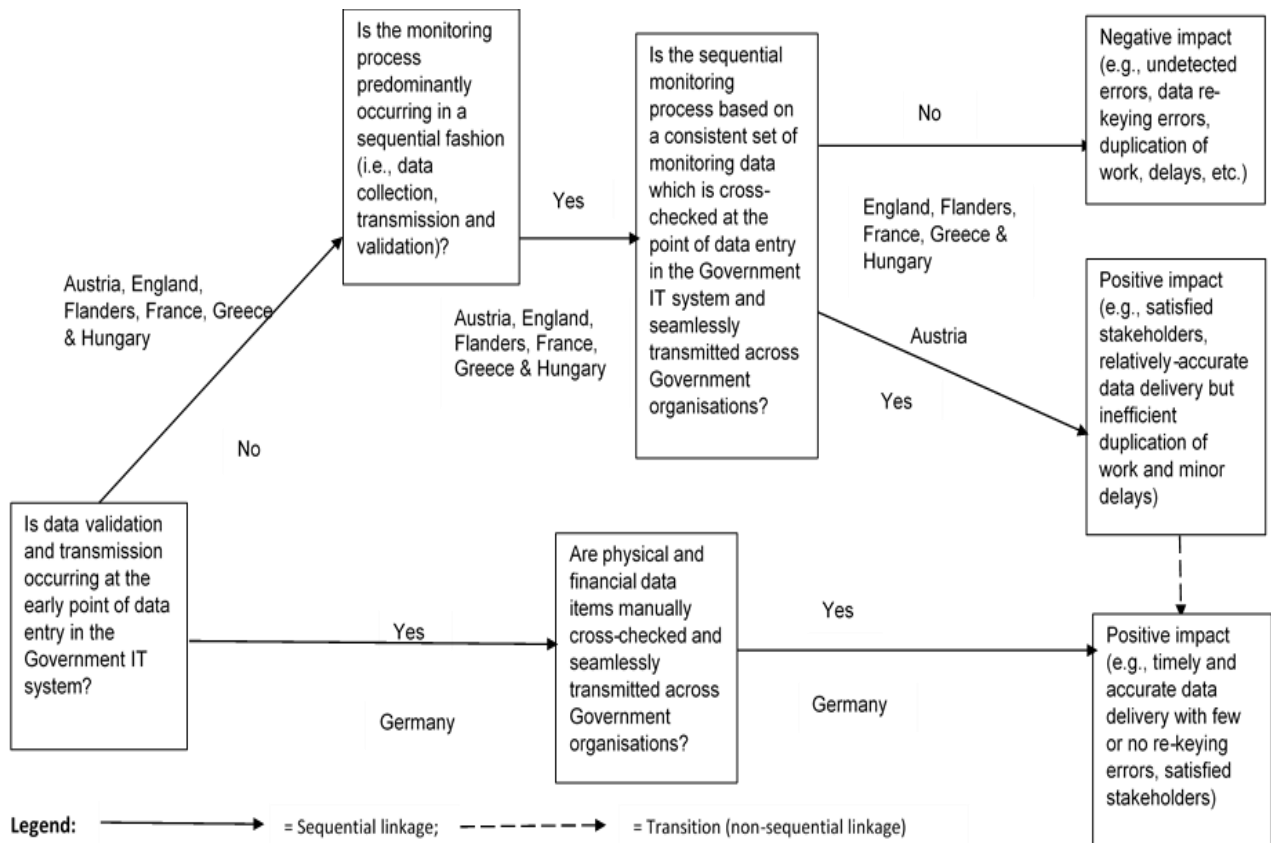 Is the monitoring
process
predominantly
occurring in a
sequential fashion
(i.e., data
collection,
transmission and
validation)?
Is the sequential
monitoring
process based on
a consistent set of
monitoring data
which is cross-
checked at the
point of data entry
in the Government
IT system and
seamlessly
transmitted across
Government
organisations?
Negative impact
(e.g., undetected
errors, data re-
keying errors,
duplication of
work, delays, etc.)
No
Yes
England, Flanders,
France, Greece &
Hungary
Austria, England,
Flanders, France, Greece
& Hungary
Austria, England,
Flanders, France,
Greece & Hungary
Positive impact
(e.g., satisfied
stakeholders,
relatively-accurate
data delivery but
inefficient
duplication of
work and minor
delays)
Austria
Yes
No
Is data validation
and transmission
occurring at the
early point of data
entry in the
Government IT
system?
Yes
Germany
Are physical and
financial data
items manually
cross-checked and
seamlessly
transmitted across
Government
organisations?
Yes
Germany
Positive impact
(e.g., timely and
accurate data
delivery with few
or no re-keying
errors, satisfied
stakeholders)
Legend: = Sequential linkage; = Transition (non-sequential linkage)